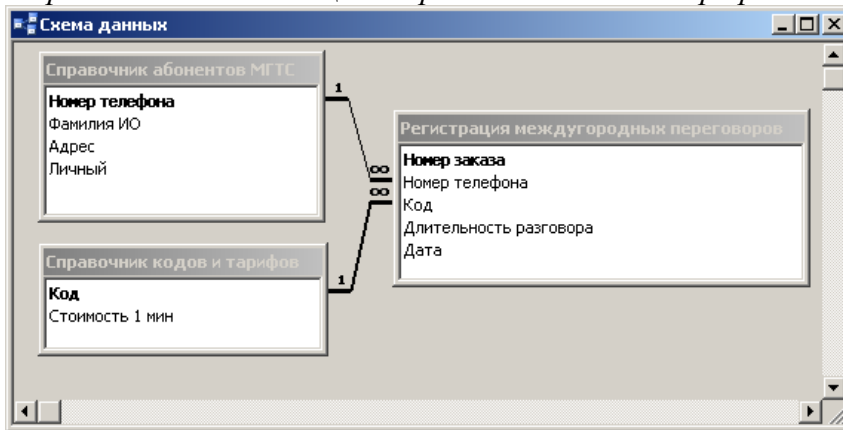 Схема данных
Справочник абонентов МГТС
Номер телефона
Фамилия ИО
Адрес
Личный
1
∞
∞
1
Регистрация междугородных переговоров
Номер заказа
Номер телефона
Код
Длительность разговора
Дата
Справочник кодов и тарифов
Код
Стоимость 1 мин